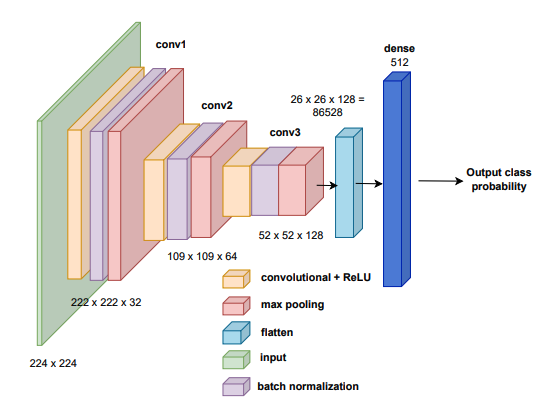 conv1
dense
512
26 x 26 x 128 =
86528
conv2
conv3
Output class
probability
52 x 52 x 128
109 x 109 x 64
222 x 222 x 32
224 x 224
convolutional + ReLU
max pooling
flatten
input
batch normalization